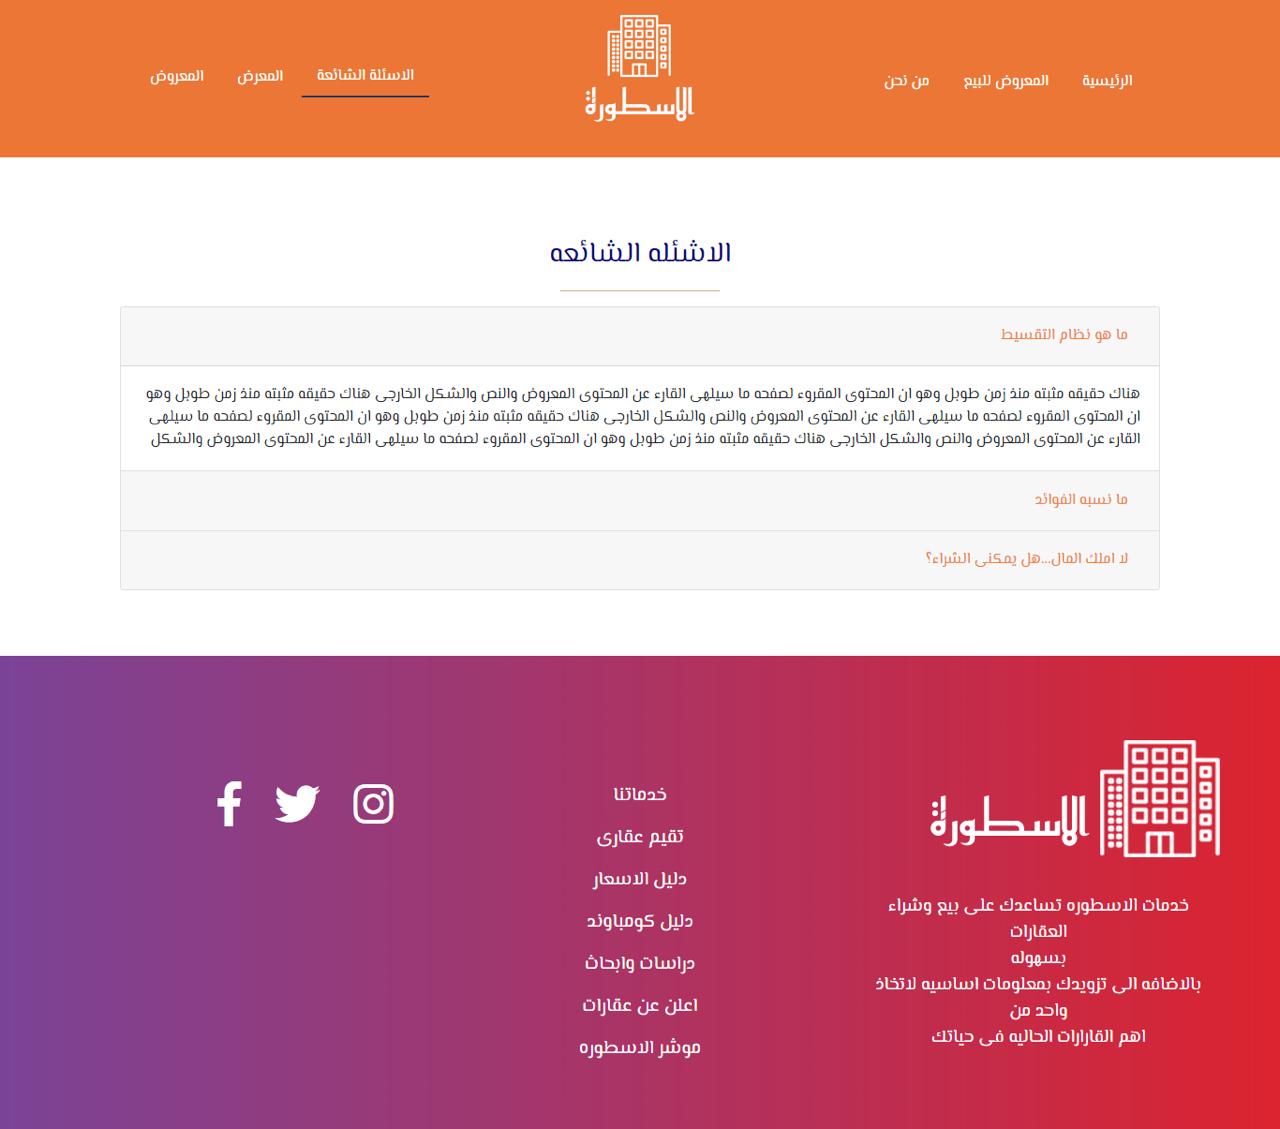 الرئيسية
المعروض للبيع
من نحن
الاسطورة
الاسئلة الشائعة
المعرض
المعروض
الاشئله الشائعه
ما هو نظام التقسيط
هناك حقيقه مثبته منذ زمن طويل وهو ان المحتوى المقروء لصفحه ما سيلهى القارء عن المحتوى المعروض والنص والشكل الخارجى هناك حقيقه مثبته منذ زمن طويل وهو
ان المحتوى المقروء لصفحه ما سيلهى القارء عن المحتوى المعروض والنص والشكل الخارجى هناك حقيقه مثبته منذ زمن طويل وهو ان المحتوى المقروء لصفحه ما سيلهى
القارء عن المحتوى المعروض والنص والشكل الخارجى هناك حقيقه مثبته منذ زمن طويل وهو ان المحتوى المقروء لصفحه ما سيلهى القارء عن المحتوى المعروض والشكل
ما نسبه الفوائد
لا املك المال...هل يمكنى الشراء؟
الاسطورة
خدمات الاسطوره تساعدك على بيع وشراء
العقارات
بسهوله
بالاضافه الى تزويدك بمعلومات اساسيه لاتخاذ
واحد من
اهم القارارات الحاليه فى حياتك
خدماتنا
تقيم عقارى
دليل الاسعار
دليل كومباوند
دراسات وابحاث
اعلن عن عقارات
موشر الاسطوره